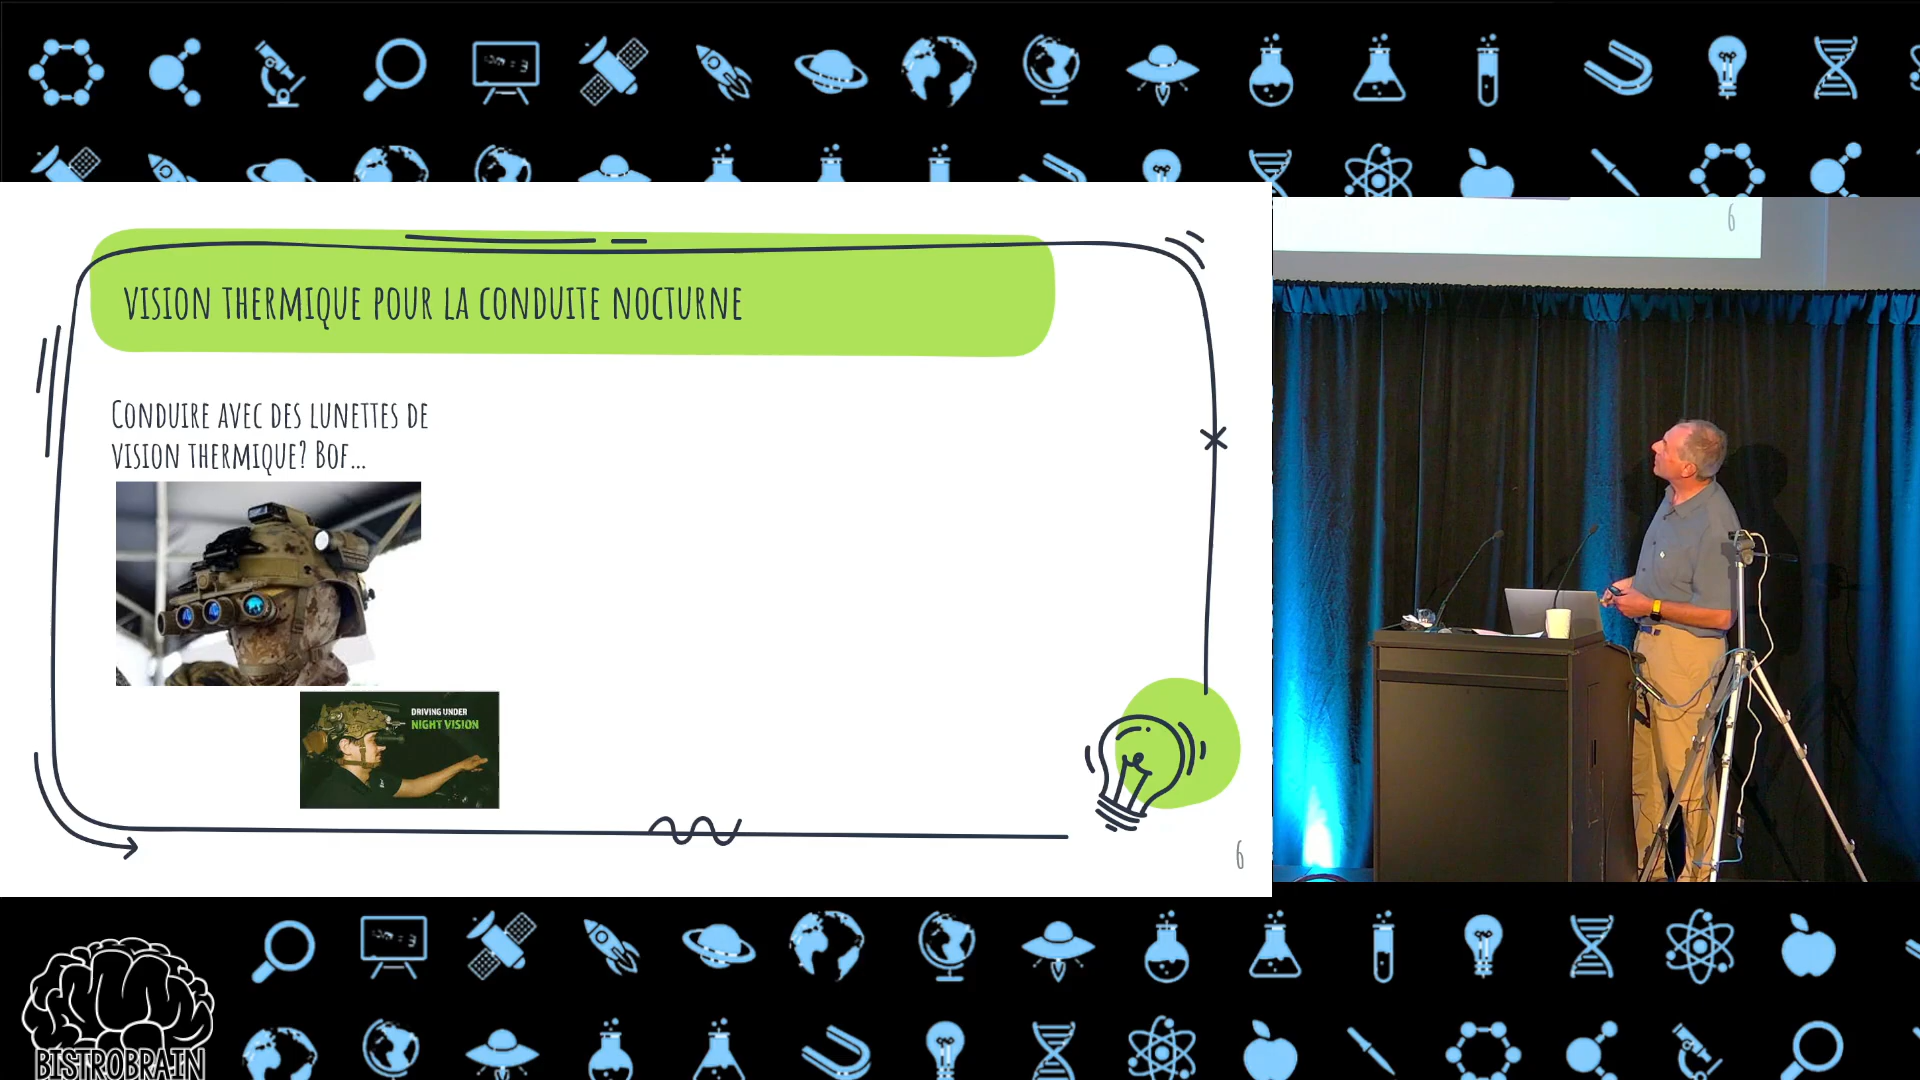 VISION THERMIQUE POUR LA CONDUITE NOCTURNE
CONDUIRE AVEC DES LUNETTES DE
VISION THERMIQUE? BOF...
DRIVING UNDER
NIGHT VISION
6
6
BISTROBRAIN